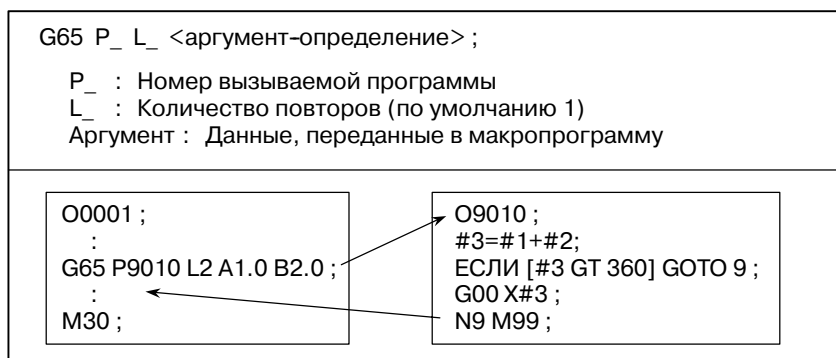 G65 P_ L_ <аргумент-определение> ;
P_ : Номер вызываемой программы
L_ : Количество повторов (по умолчанию 1)
Аргумент : Данные, переданные в макропрограмму
O0001 ;
:
G65 P9010 L2 A1.0 B2.0 ;
:
M30 ;
O9010 ;
#3=#1+#2;
ЕСЛИ [#3 GT 360] GOTO 9 ;
G00 X#3 ;
N9 M99 ;